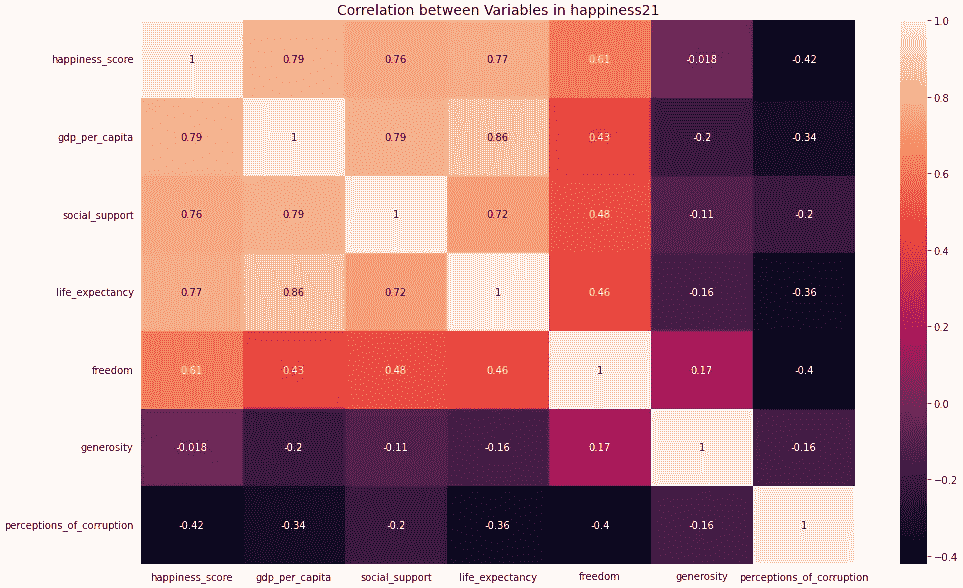 Correlation between Variables in happiness21
happiness_score 1 0.79 0.76 0.77 0.61 -0.018 -0.42
gdp_per_capita 0.79 1 0.79 0.86 0.43 -0.2 -0.34
social_support 0.76 0.79 1 0.72 0.48 -0.11 -0.2
life_expectancy 0.77 0.86 0.72 1 0.46 -0.16 -0.36
freedom 0.61 0.43 0.48 0.46 1 0.17 -0.4
generosity -0.018 -0.2 -0.11 -0.16 0.17 1 -0.16
perceptions_of_corruption -0.42 -0.34 -0.2 -0.36 -0.4 -0.16 1
happiness_score gdp_per_capita social_support life_expectancy freedom generosity perceptions_of_corruption
1.0
0.8
0.6
0.4
0.2
0.0
−0.2
−0.4